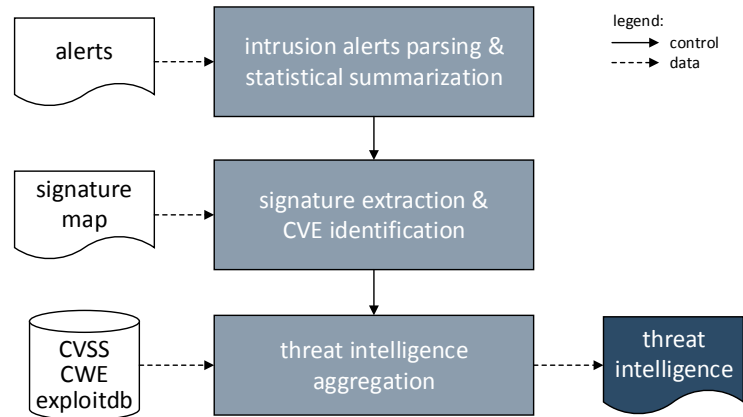 alerts
intrusion alerts parsing &
statistical summarization
legend:
control
data
signature
map
signature extraction &
CVE identification
CVSS
CWE
exploitdb
threat intelligence
aggregation
threat
intelligence